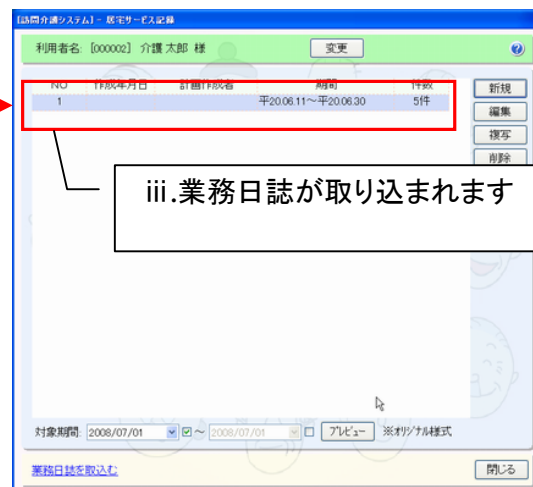 [訪問介護システム] - 居宅サービス記録
利用者名: [000002] 介護 太郎 様 変更
NO 作成年月日 計画作成者 期間 件数 新規
1 平20.06.11～平20.06.30 5件
編集
複写
削除
iii.業務日誌が取り込まれます
対象期間: 2008/07/01 ～ 2008/07/01 プレビュー ※オリジナル様式
業務日誌を取込む 閉じる